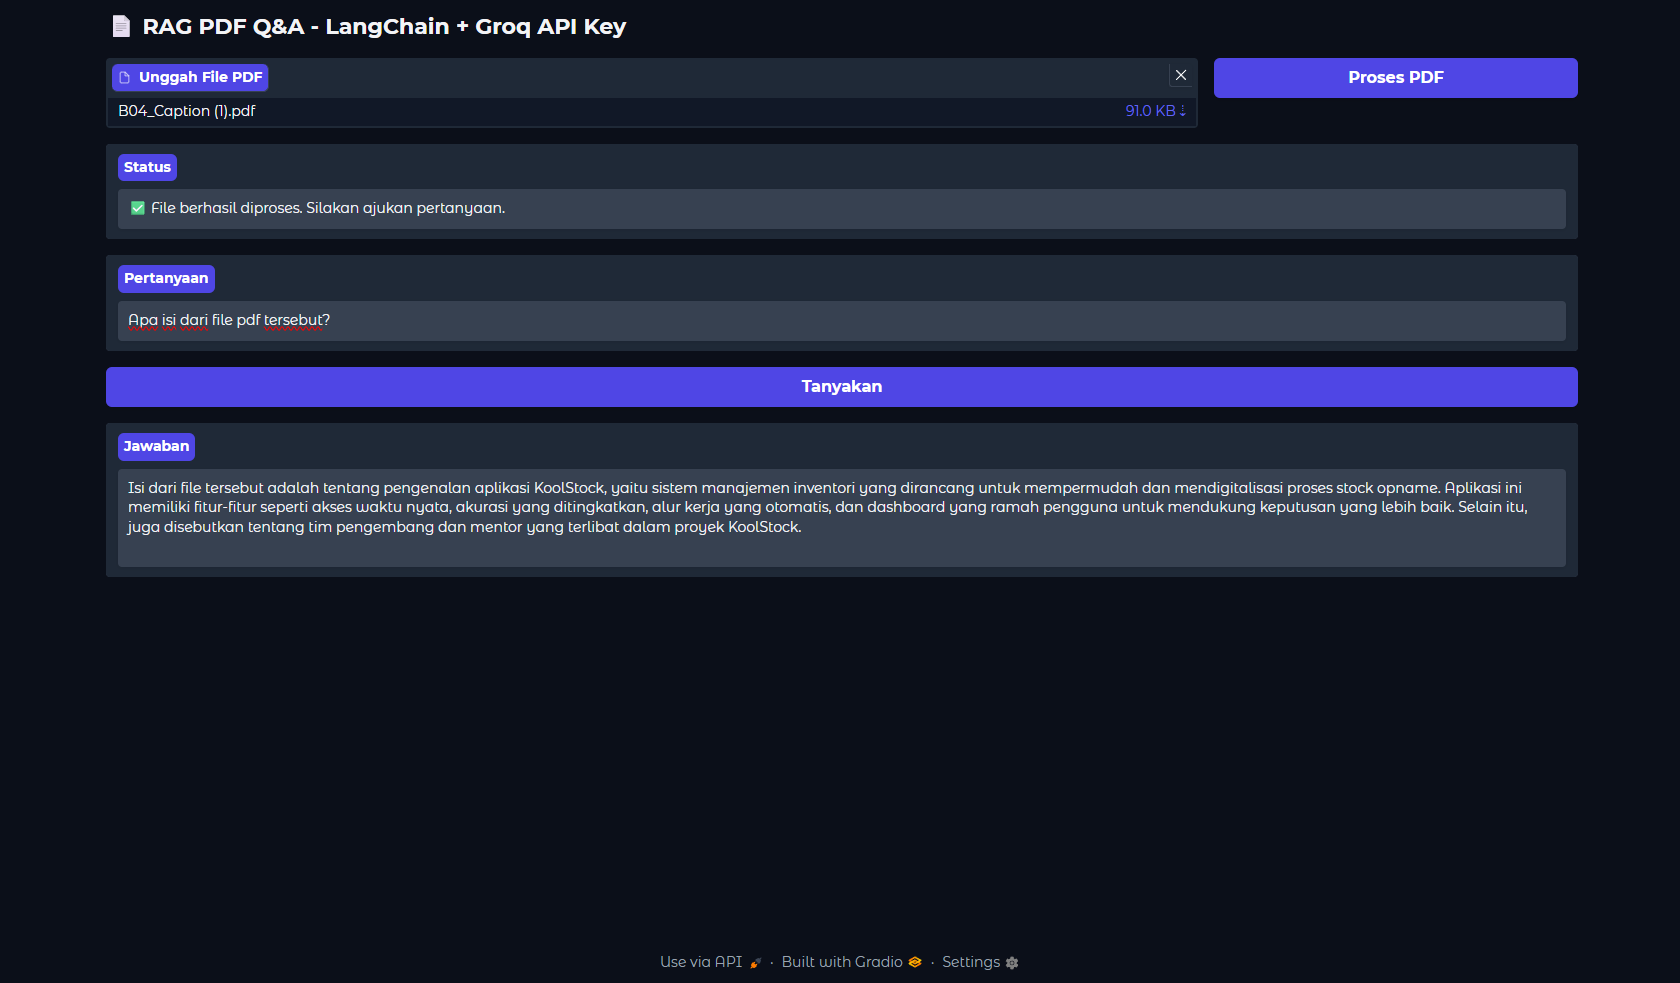 RAG PDF Q&A - LangChain + Groq API Key
Unggah File PDF
Proses PDF
B04_Caption (1).pdf
91.0 KB ⇣
Status
✅ File berhasil diproses. Silakan ajukan pertanyaan.
Pertanyaan
Apa isi dari file pdf tersebut?
Tanyakan
Jawaban
Isi dari file tersebut adalah tentang pengenalan aplikasi KoolStock, yaitu sistem manajemen inventori yang dirancang untuk mempermudah dan mendigitalisasi proses stock opname. Aplikasi ini
memiliki fitur-fitur seperti akses waktu nyata, akurasi yang ditingkatkan, alur kerja yang otomatis, dan dashboard yang ramah pengguna untuk mendukung keputusan yang lebih baik. Selain itu,
juga disebutkan tentang tim pengembang dan mentor yang terlibat dalam proyek KoolStock.
Use via API · Built with Gradio · Settings